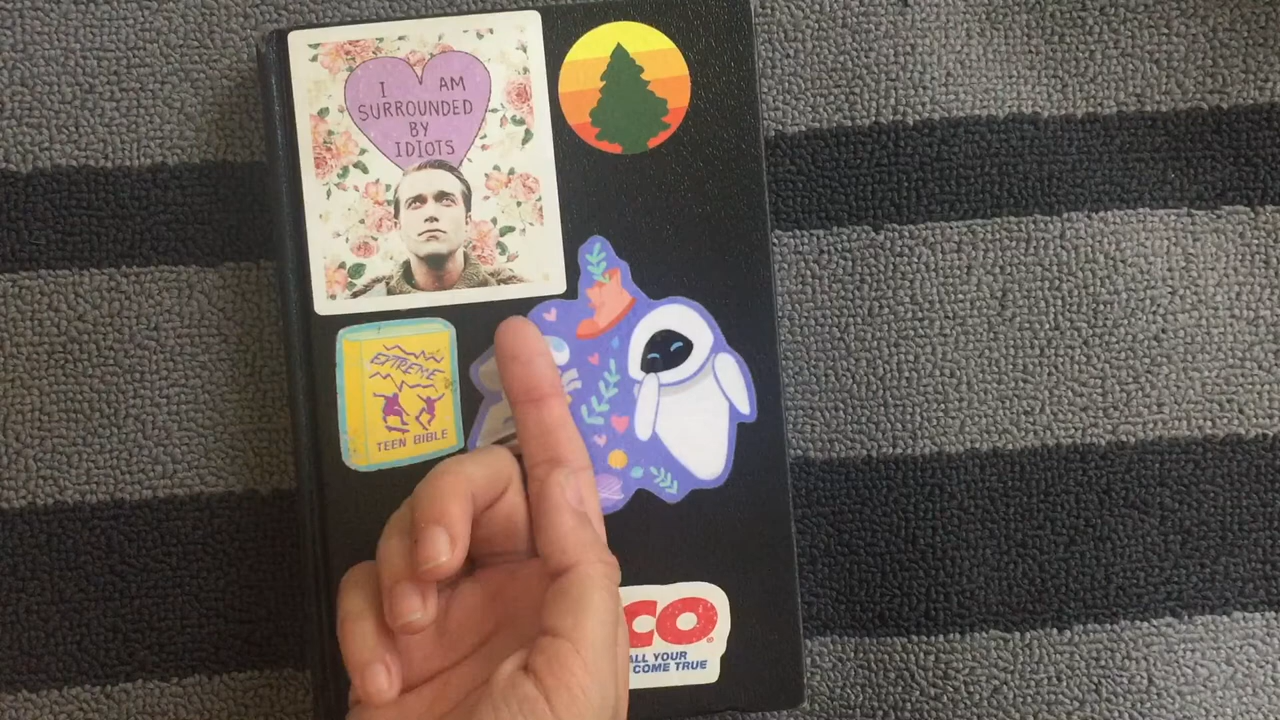 I AM
SURROUNDED
BY
IDIOTS
EXTREME
TEEN BIBLE
CO
ALL YOUR
COME TRUE